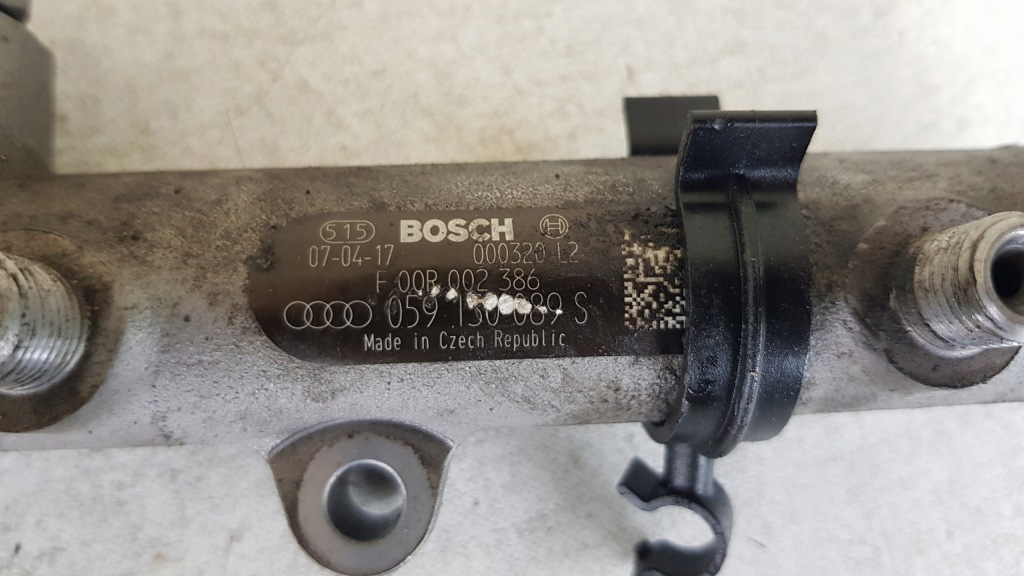 515 BOSCH H
07-04-17 000320 L2
F 00R 002 386
059 130 089 S
Made in Czech Republic